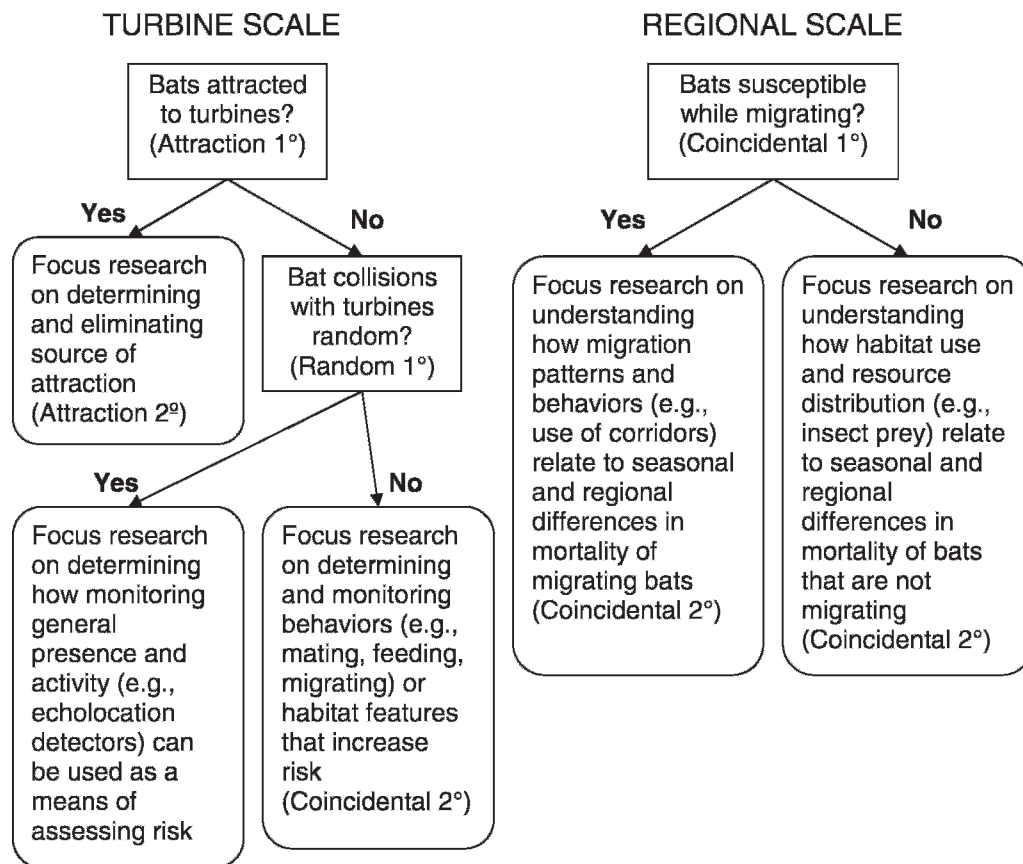 TURBINE SCALE
Bats attracted
to turbines?
(Attraction 1°)
Yes
No
Focus research
on determining
and eliminating
source of
attraction
(Attraction 2º)
Bat collisions
with turbines
random?
(Random 1°)
Yes
No
Focus research
on determining
how monitoring
general
presence and
activity (e.g.,
echolocation
detectors) can
be used as a
means of
assessing risk
Focus research
on determining
and monitoring
behaviors (e.g.,
mating, feeding,
migrating) or
habitat features
that increase
risk
(Coincidental 2°)
REGIONAL SCALE
Bats susceptible
while migrating?
(Coincidental 1°)
Yes
No
Focus research on
understanding
how migration
patterns and
behaviors (e.g.,
use of corridors)
relate to seasonal
and regional
differences in
mortality of
migrating bats
(Coincidental 2°)
Focus research on
understanding
how habitat use
and resource
distribution (e.g.,
insect prey) relate
to seasonal and
regional
differences in
mortality of bats
that are not
migrating
(Coincidental 2°)